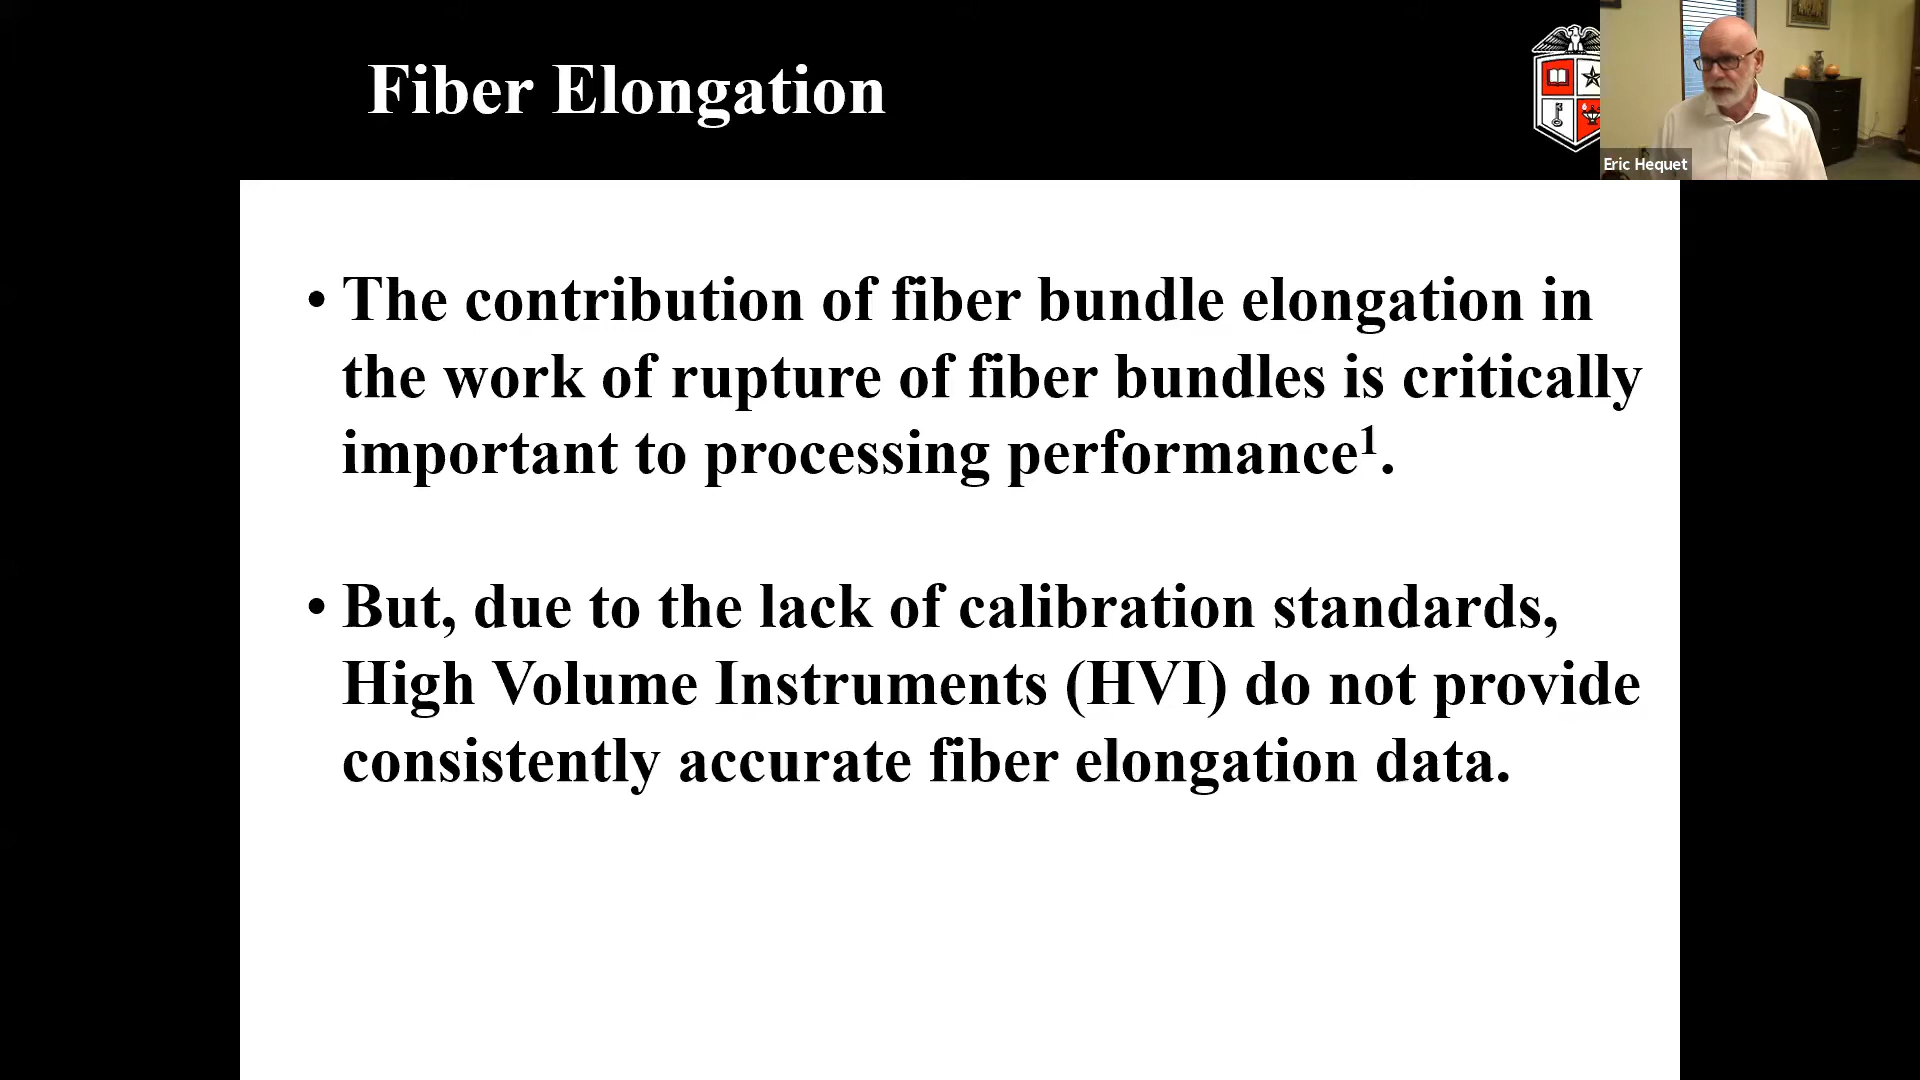 Fiber Elongation
Eric Hequet
• The contribution of fiber bundle elongation in
the work of rupture of fiber bundles is critically
important to processing performance¹.
• But, due to the lack of calibration standards,
High Volume Instruments (HVI) do not provide
consistently accurate fiber elongation data.